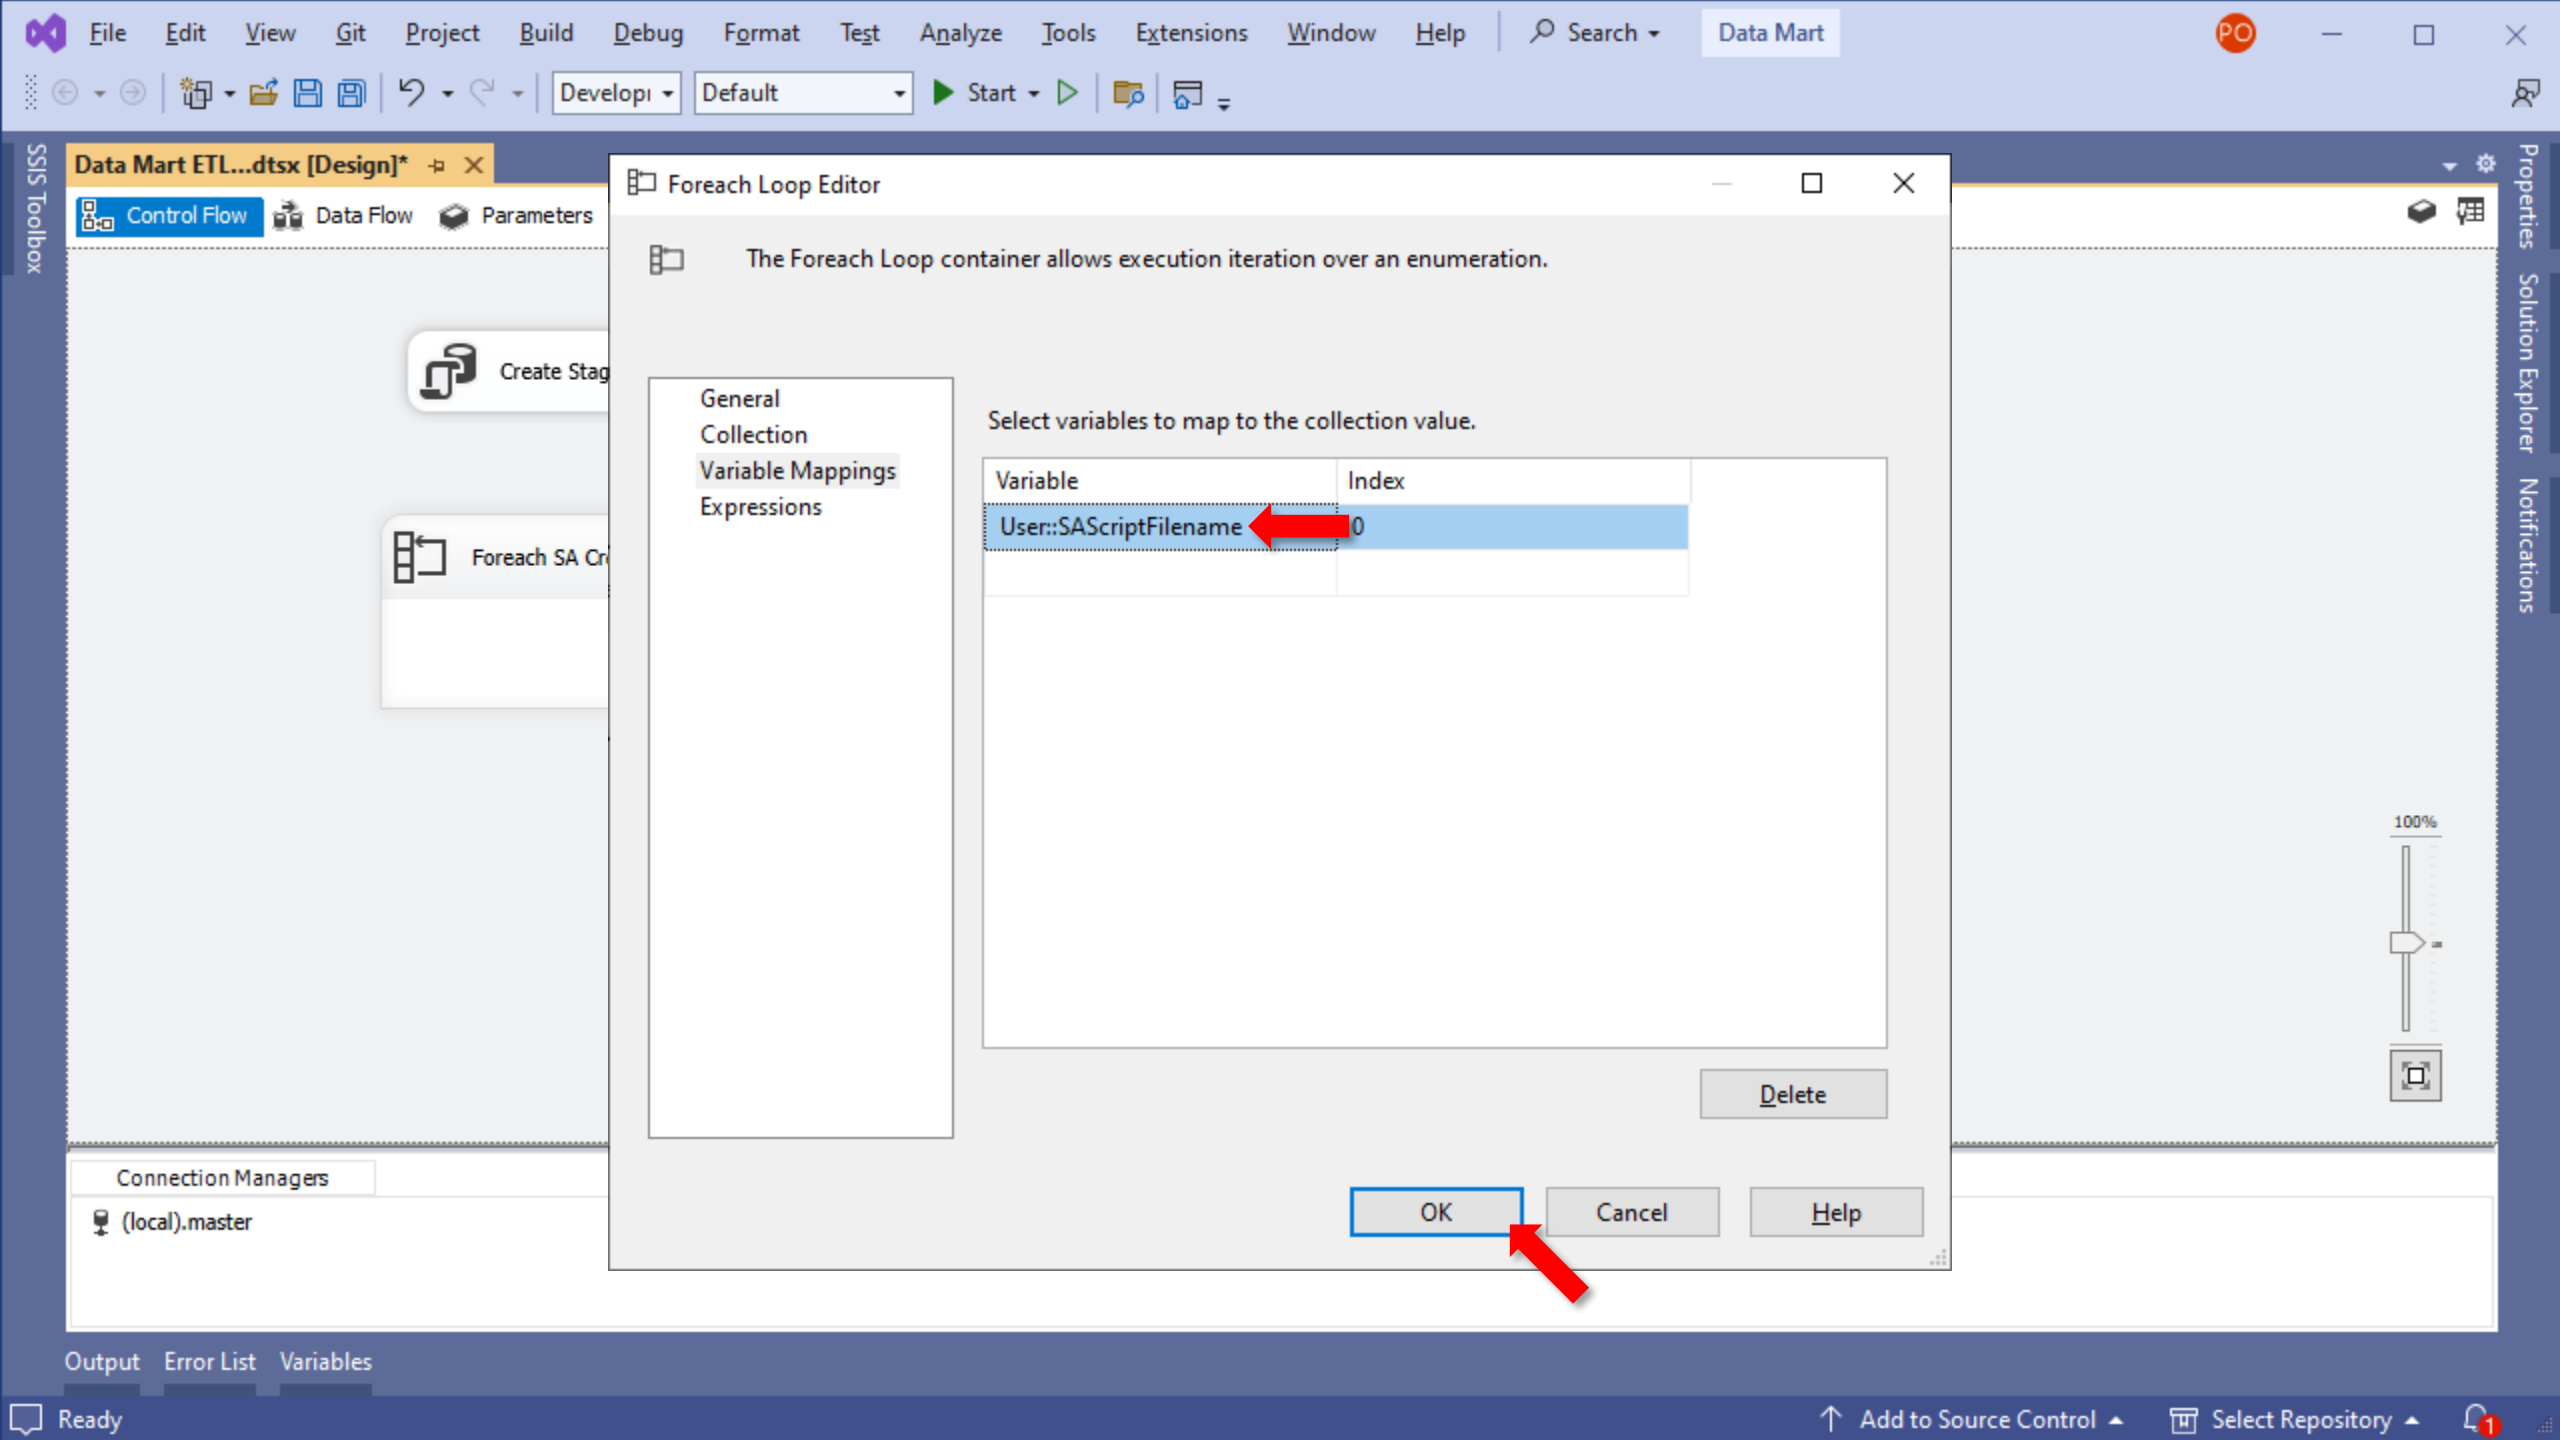 File Edit View Git Project Build Debug Format Test Analyze Tools Extensions Window Help Search Data Mart PO
Develop Default Start
SSIS Toolbox
Data Mart ETL...dtsx [Design]*
Control Flow Data Flow Parameters
Create Stag
Foreach SA Cr
Foreach Loop Editor
The Foreach Loop container allows execution iteration over an enumeration.
General
Collection
Variable Mappings
Expressions
Select variables to map to the collection value.
Variable Index
User::SAScriptFilename 0
Delete
OK Cancel Help
Properties
Solution Explorer
Notifications
100%
Connection Managers
(local).master
Output Error List Variables
Ready Add to Source Control Select Repository 1